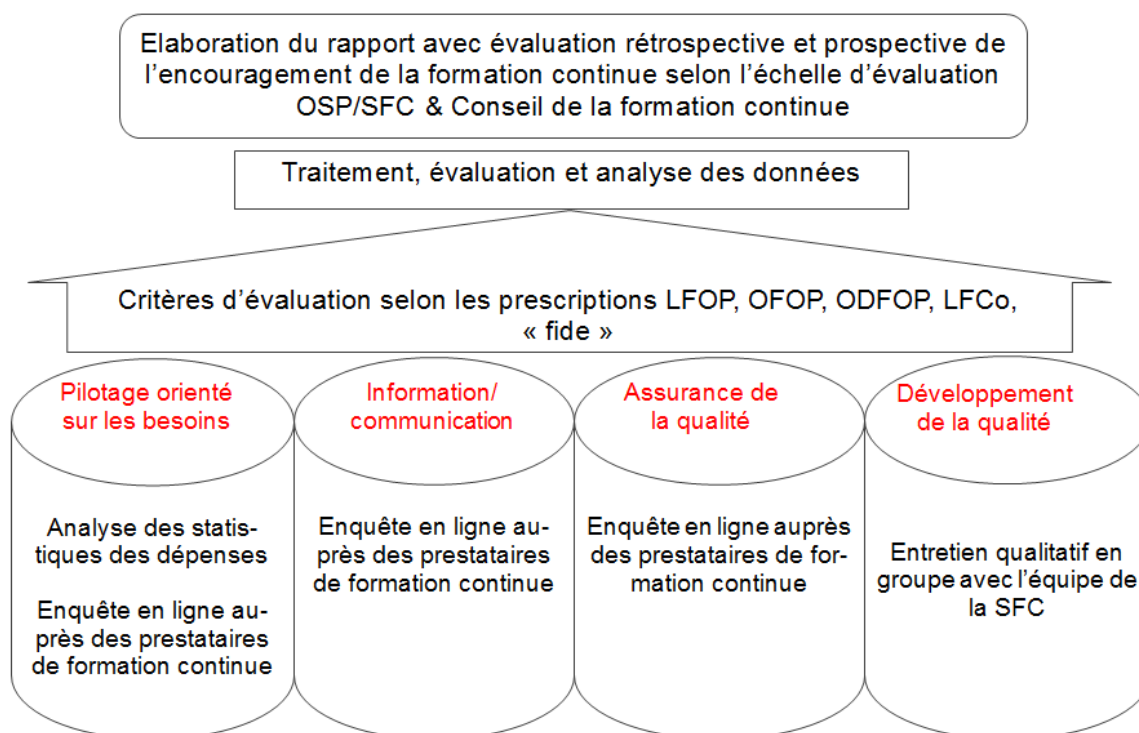 Elaboration du rapport avec évaluation rétrospective et prospective de
l’encouragement de la formation continue selon l’échelle d’évaluation
OSP/SFC & Conseil de la formation continue
Traitement, évaluation et analyse des données
Critères d’évaluation selon les prescriptions LFOP, OFOP, ODFOP, LFCo,
« fide »
Pilotage orienté
sur les besoins
Analyse des statis-
tiques des dépenses
Enquête en ligne au-
près des prestataires
de formation continue
Information/
communication
Enquête en ligne au-
près des prestataires
de formation continue
Assurance de
la qualité
Enquête en ligne auprès
des prestataires de for-
mation continue
Développement
de la qualité
Entretien qualitatif en
groupe avec l’équipe de
la SFC